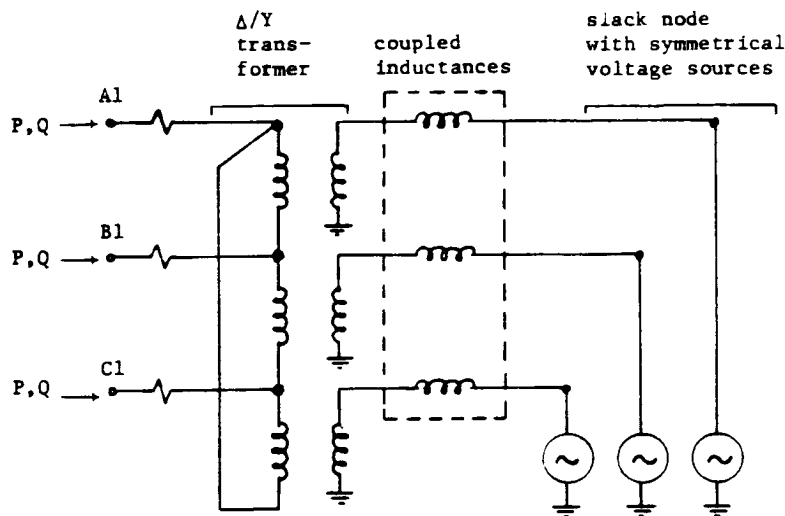 Δ/Y
trans-
former
coupled
inductances
slack node
with symmetrical
voltage sources
A1
P,Q
B1
P,Q
C1
P,Q